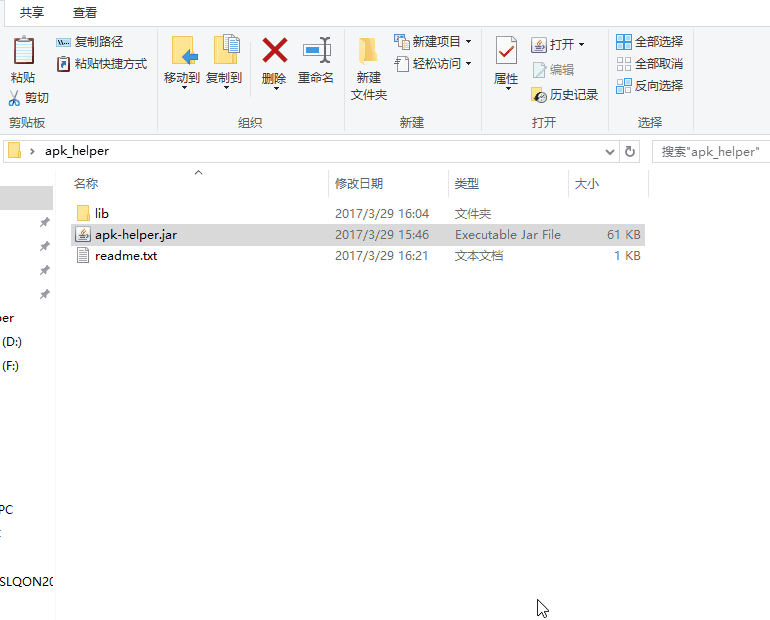 共享 查看
复制路径
粘贴快捷方式
粘贴
剪切
剪贴板
移动到 复制到 删除 重命名
组织
新建项目
轻松访问
新建
文件夹
新建
属性
打开
编辑
历史记录
打开
全部选择
全部取消
反向选择
选择
apk_helper
搜索"apk_helper"
名称 修改日期 类型 大小
lib 2017/3/29 16:04 文件夹
apk-helper.jar 2017/3/29 15:46 Executable Jar File 61 KB
readme.txt 2017/3/29 16:21 文本文档 1 KB
per
(D:)
(F:)
PC
SLQON20